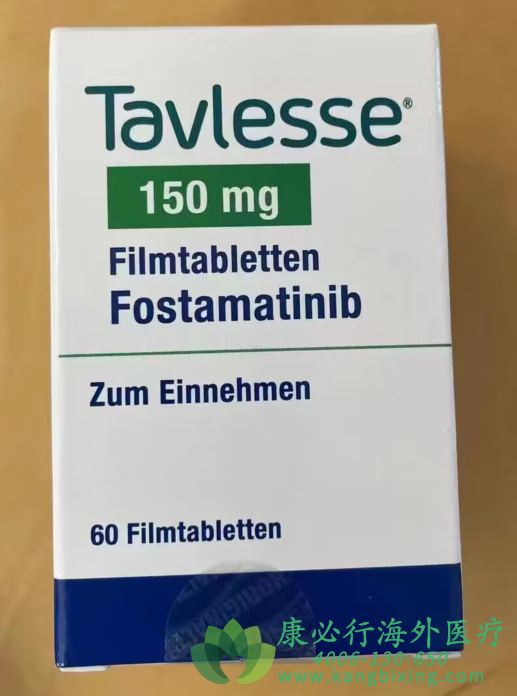 Tavlesse®
150 mg
Filmtabletten
Fostamatinib
Zum Einnehmen
60 Filmtabletten
康必行海外医疗
4006-130-650
www.kangbixing.com